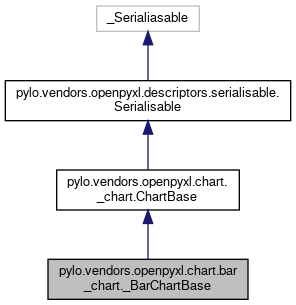 _Serialiasable
pylo.vendors.openpyxl.descriptors.serialisable.
Serialisable
pylo.vendors.openpyxl.chart.
_chart.ChartBase
pylo.vendors.openpyxl.chart.bar
_chart._BarChartBase